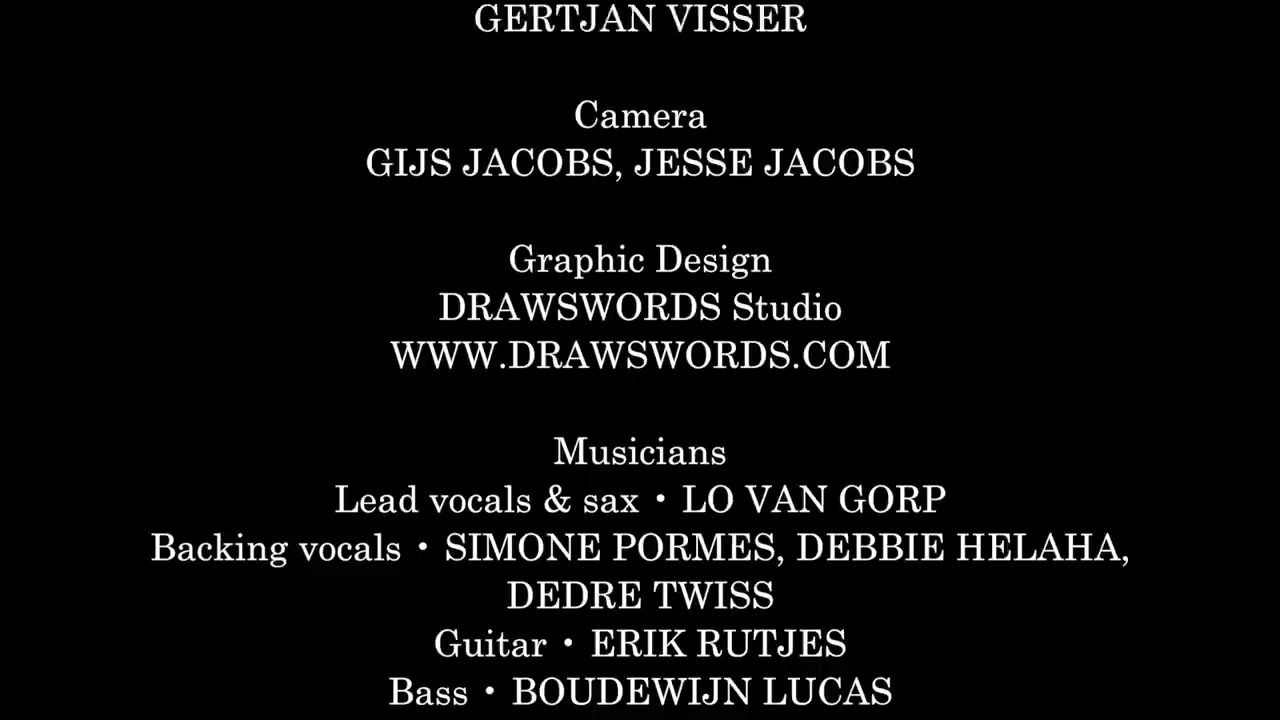 GERTJAN VISSER
Camera
GIJS JACOBS, JESSE JACOBS
Graphic Design
DRAWSWORDS Studio
WWW.DRAWSWORDS.COM
Musicians
Lead vocals & sax • LO VAN GORP
Backing vocals • SIMONE PORMES, DEBBIE HELAHA,
DEDRE TWISS
Guitar • ERIK RUTJES
Bass • BOUDEWIJN LUCAS